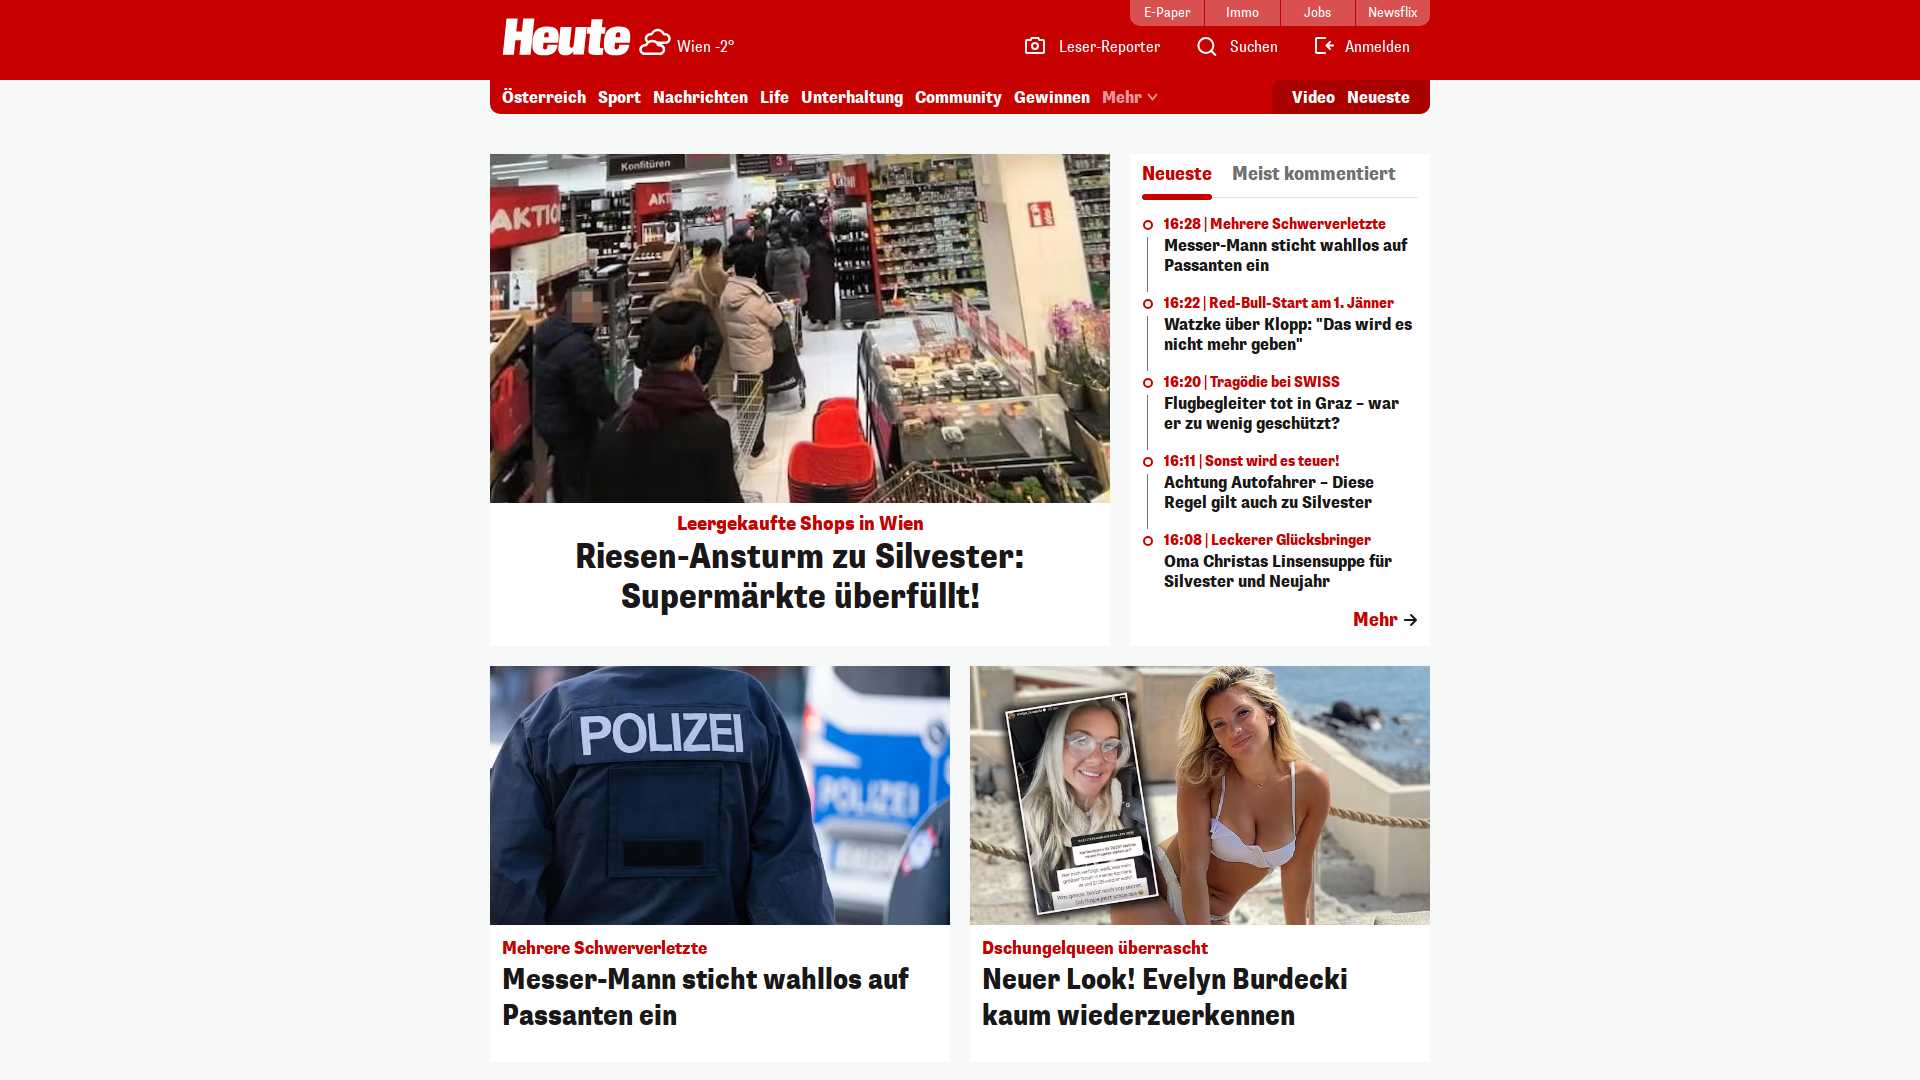 E-Paper
Immo
Jobs
Newsflix
Heute
Wien -2°
Leser-Reporter
Suchen
Anmelden
Österreich
Sport
Nachrichten
Life
Unterhaltung
Community
Gewinnen
Mehr
Video
Neueste
Konfitüren
3
AKTIO
AKT
Leergekaufte Shops in Wien
Riesen-Ansturm zu Silvester:
Supermärkte überfüllt!
Neueste
Meist kommentiert
16:28 | Mehrere Schwerverletzte
Messer-Mann sticht wahllos auf
Passanten ein
16:22 | Red-Bull-Start am 1. Jänner
Watzke über Klopp: "Das wird es
nicht mehr geben"
16:20 | Tragödie bei SWISS
Flugbegleiter tot in Graz – war
er zu wenig geschützt?
16:11 | Sonst wird es teuer!
Achtung Autofahrer – Diese
Regel gilt auch zu Silvester
16:08 | Leckerer Glücksbringer
Oma Christas Linsensuppe für
Silvester und Neujahr
Mehr
POLIZEI
POLIZEI
Mehrere Schwerverletzte
Messer-Mann sticht wahllos auf
Passanten ein
Dschungelqueen überrascht
Neuer Look! Evelyn Burdecki
kaum wiederzuerkennen